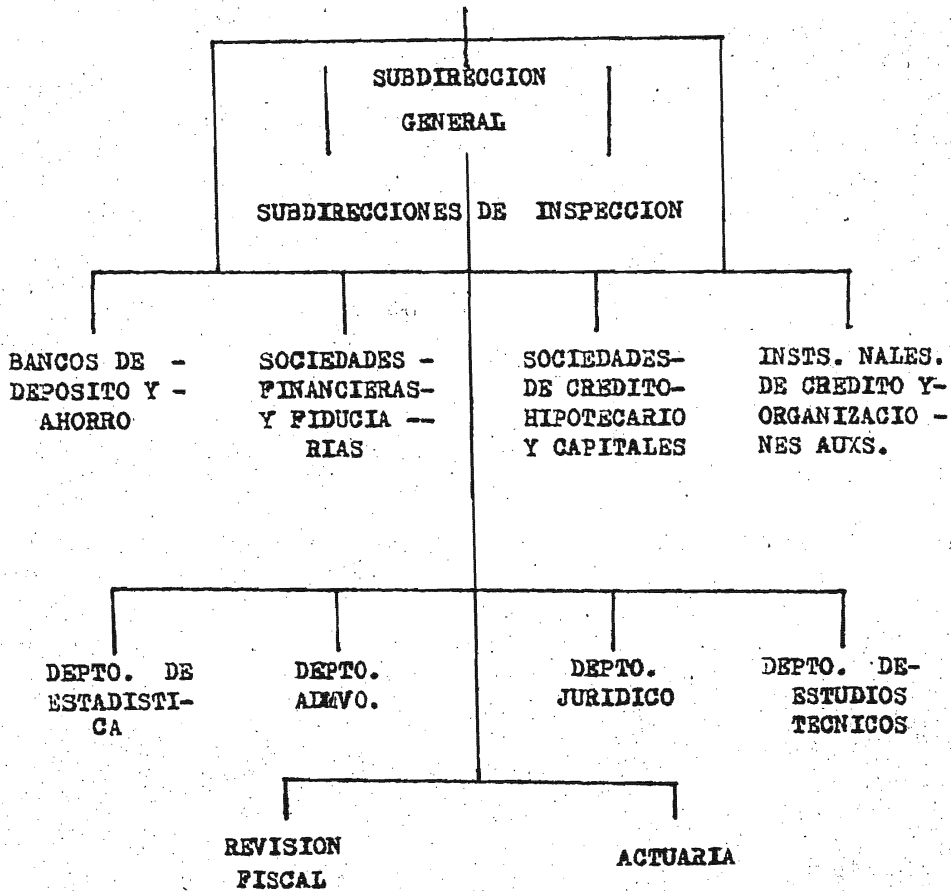 SUBDIRECCION
GENERAL
SUBDIRECCIONES DE INSPECCION
BANCOS DE -
DEPOSITO Y -
AHORRO
SOCIEDADES -
FINANCIERAS-
Y FIDUCIA --
RIAS
SOCIEDADES-
DE CREDITO-
HIPOTECARIO
Y CAPITALES
INSTS. NALES.
DE CREDITO Y-
ORGANIZACIO -
NES AUXS.
DEPTO. DE
ESTADISTI-
CA
DEPTO.
ADMVO.
DEPTO.
JURIDICO
DEPTO. DE-
ESTUDIOS
TECNICOS
REVISION
FISCAL
ACTUARIA